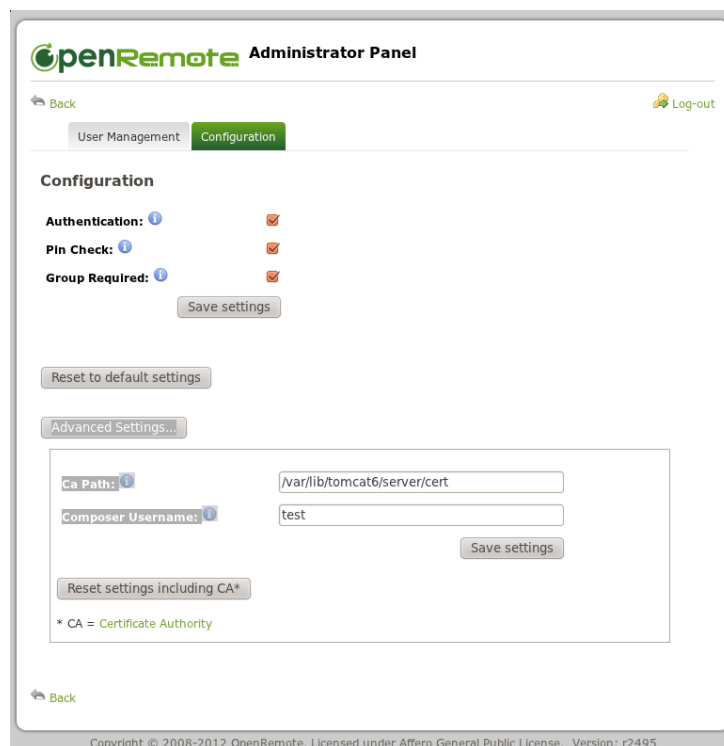 OpenRemote Administrator Panel
Back Log-out
User Management Configuration
Configuration
Authentication:
Pin Check:
Group Required:
Save settings
Reset to default settings
Advanced Settings...
Ca Path: /var/lib/tomcat6/server/cert
Composer Username: test
Save settings
Reset settings including CA*
* CA = Certificate Authority
Back
Copyright © 2008-2012 OpenRemote. Licensed under Affero General Public License. Version: r2495